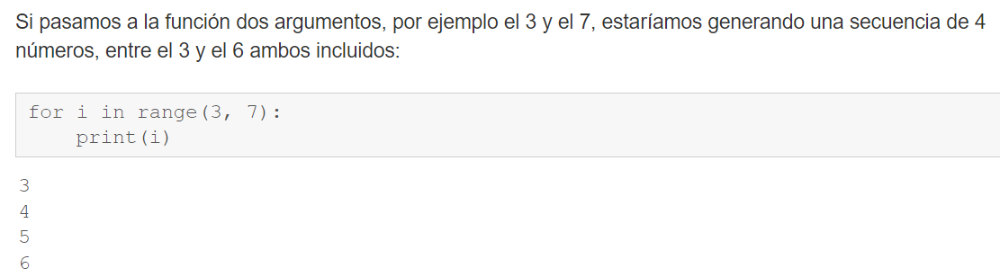 Si pasamos a la función dos argumentos, por ejemplo el 3 y el 7, estaríamos generando una secuencia de 4
números, entre el 3 y el 6 ambos incluidos:
for i in range(3, 7):
    print(i)
3
4
5
6